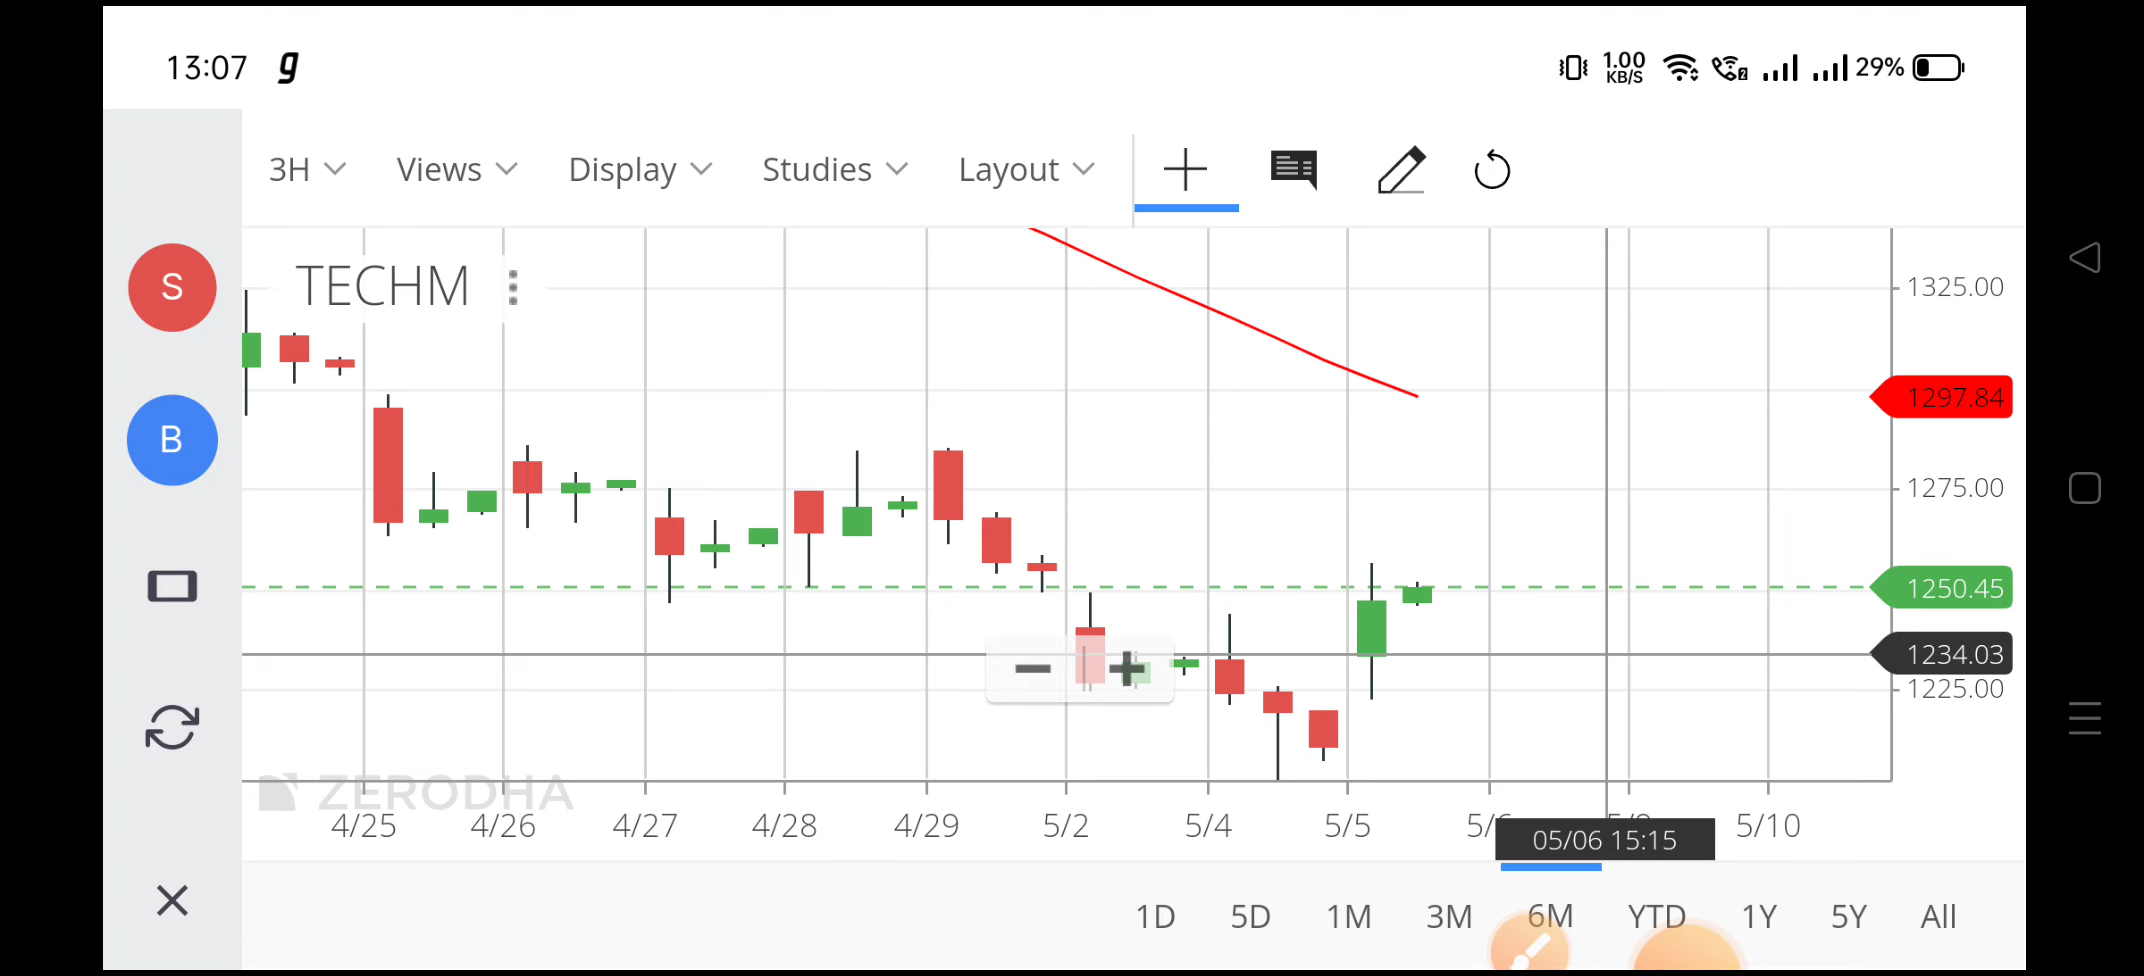 13:07 g 1.00 KB/S 2 29%
3H Views Display Studies Layout
S
B
TECHM
1325.00
1297.84
1275.00
1250.45
1234.03
1225.00
ZERODHA
4/25 4/26 4/27 4/28 4/29 5/2 5/4 5/5 5/10
05/06 15:15
1D 5D 1M 3M 6M YTD 1Y 5Y All